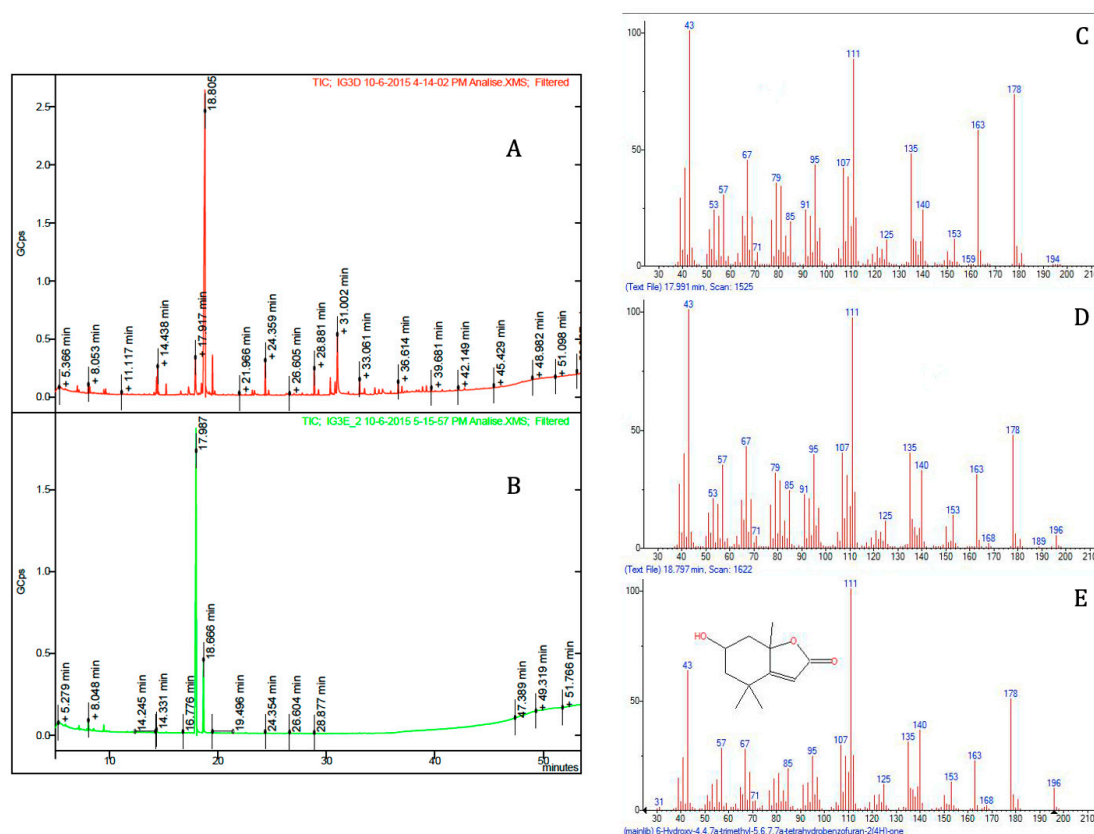 TIC; IG3D 10-6-2015 4-14-02 PM Analise.XMS; Filtered
A
GCps
2.5
2.0
1.5
1.0
0.5
0.0
+ 5.366 min
+ 8.053 min
+ 11.117 min
+ 14.438 min
+ 17.917 min
18.805
+ 21.966 min
+ 24.359 min
+ 26.605 min
+ 28.881 min
+ 31.002 min
+ 33.061 min
+ 36.614 min
+ 39.681 min
+ 42.149 min
+ 45.429 min
+ 48.982 min
+ 51.098 min
TIC; IG3E_2 10-6-2015 5-15-57 PM Analise.XMS; Filtered
B
GCps
1.5
1.0
0.5
0.0
+ 5.279 min
+ 8.048 min
14.245 min
14.331 min
16.776 min
17.987
18.666 min
19.496 min
24.354 min
26.604 min
28.877 min
47.389 min
+ 49.319 min
+ 51.766 min
10 20 30 40 50
minutes
C
100
50
0
43 53 57 67 71 79 85 91 95 107 111 125 135 140 153 159 163 178 194
30 40 50 60 70 80 90 100 110 120 130 140 150 160 170 180 190 200
(Text File) 17.991 min, Scan: 1525
D
100
50
0
43 53 57 67 71 79 85 91 95 107 111 125 135 140 153 163 168 178 189 196
30 40 50 60 70 80 90 100 110 120 130 140 150 160 170 180 190 200
(Text File) 18.797 min, Scan: 1622
E
100
50
0
HO
O
O
31 43 57 67 71 85 95 107 111 125 135 140 153 163 168 178 196
30 40 50 60 70 80 90 100 110 120 130 140 150 160 170 180 190 200
(mainlib) 6-Hydroxy-4,4,7a-trimethyl-5,6,7,7a-tetrahydrobenzofuran-2(4H)-one